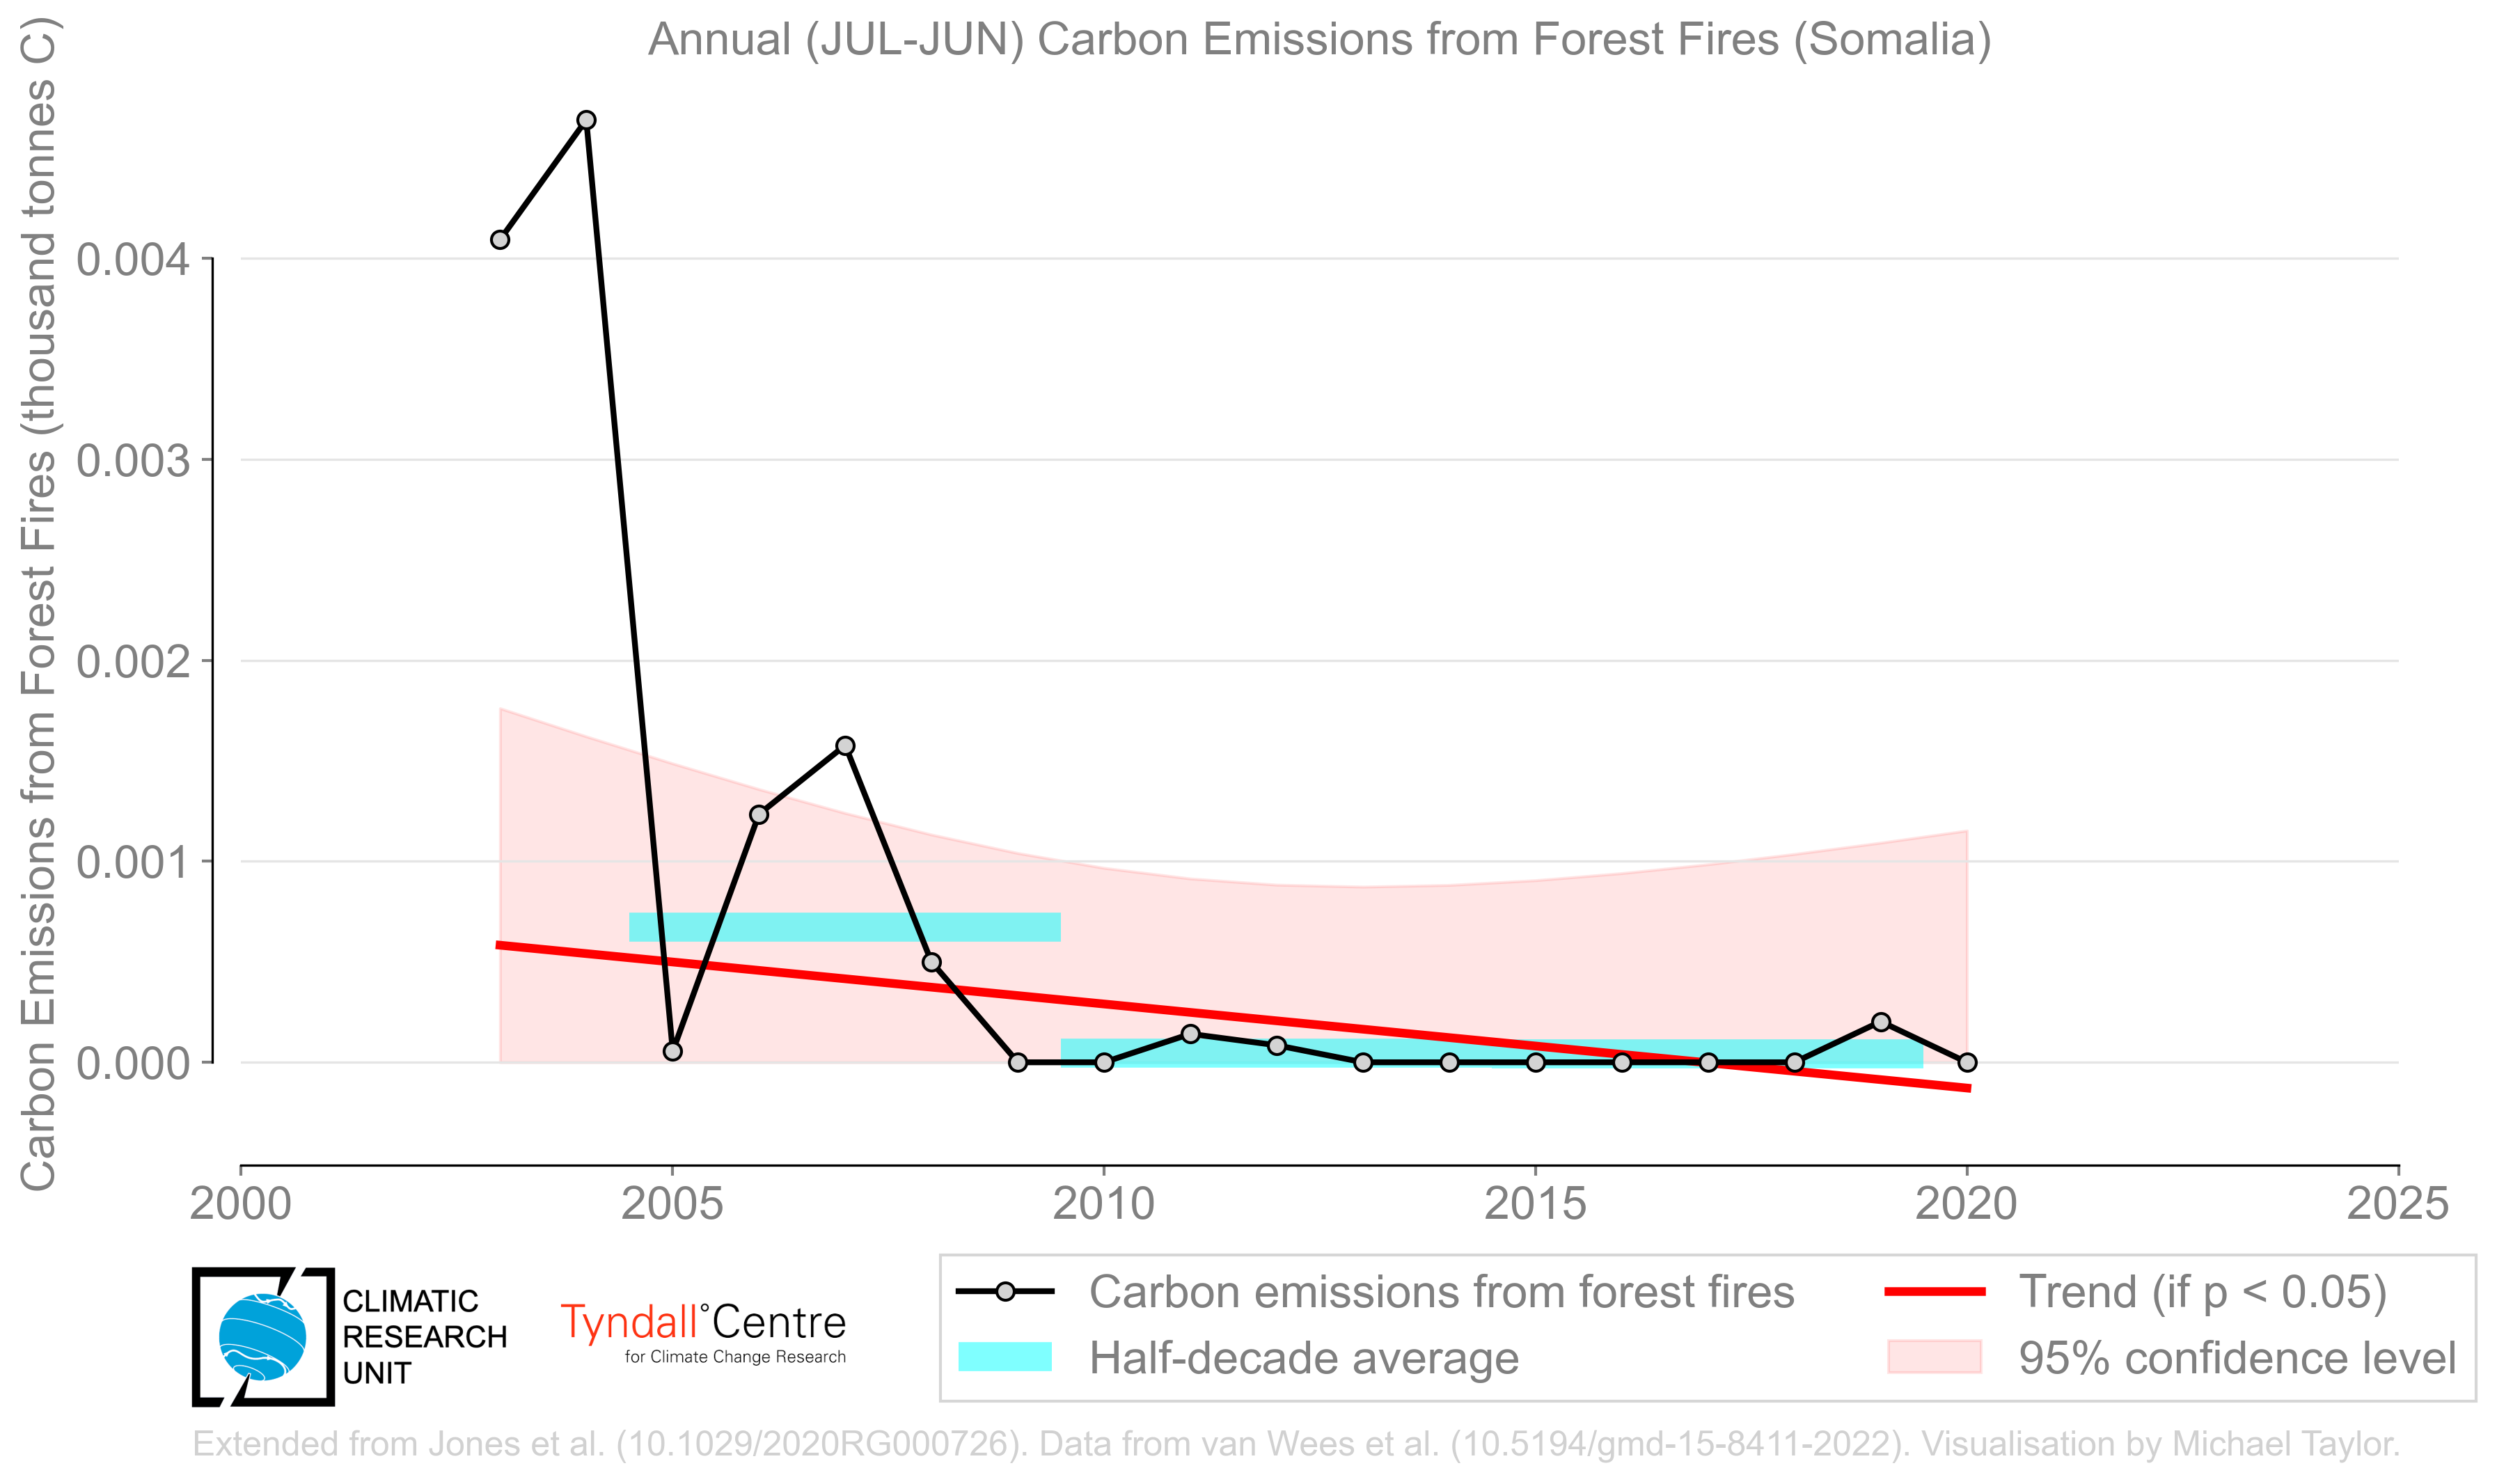 Annual (JUL-JUN) Carbon Emissions from Forest Fires (Somalia)
Carbon Emissions from Forest Fires (thousand tonnes C)
0.004
0.003
0.002
0.001
0.000
2000 2005 2010 2015 2020 2025
CLIMATIC
RESEARCH
UNIT
Tyndall°Centre
for Climate Change Research
Carbon emissions from forest fires
Half-decade average
Trend (if p < 0.05)
95% confidence level
Extended from Jones et al. (10.1029/2020RG000726). Data from van Wees et al. (10.5194/gmd-15-8411-2022). Visualisation by Michael Taylor.